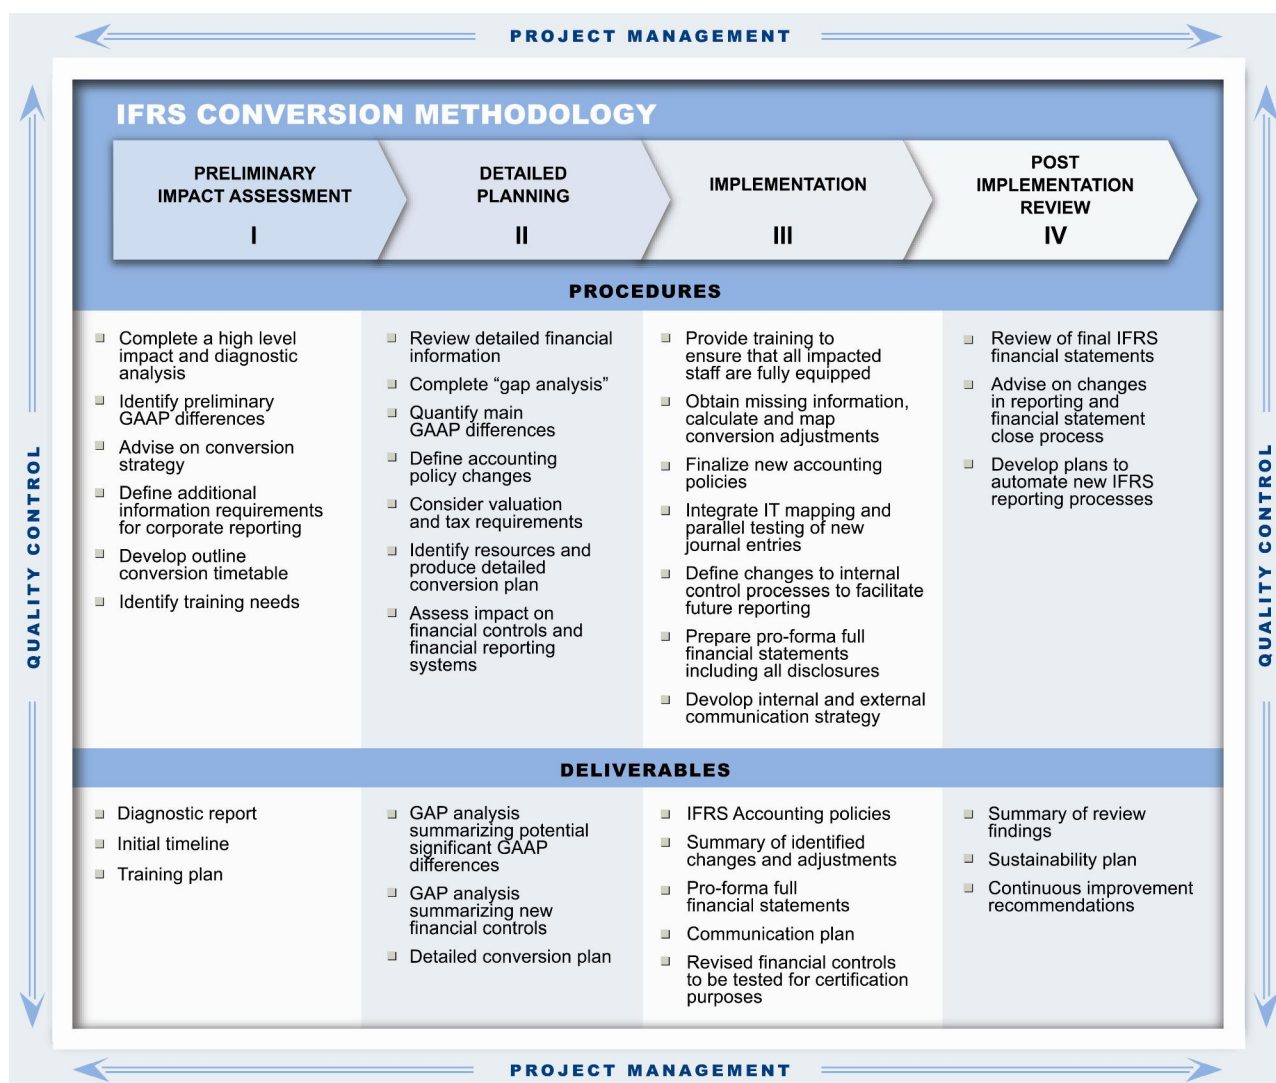 PROJECT MANAGEMENT
QUALITY CONTROL
IFRS CONVERSION METHODOLOGY
PRELIMINARY
IMPACT ASSESSMENT
I
DETAILED
PLANNING
II
IMPLEMENTATION
III
POST
IMPLEMENTATION
REVIEW
IV
PROCEDURES
Complete a high level
impact and diagnostic
analysis
Identify preliminary
GAAP differences
Advise on conversion
strategy
Define additional
information requirements
for corporate reporting
Develop outline
conversion timetable
Identify training needs
Review detailed financial
information
Complete “gap analysis”
Quantify main
GAAP differences
Define accounting
policy changes
Consider valuation
and tax requirements
Identify resources and
produce detailed
conversion plan
Assess impact on
financial controls and
financial reporting
systems
Provide training to
ensure that all impacted
staff are fully equipped
Obtain missing information,
calculate and map
conversion adjustments
Finalize new accounting
policies
Integrate IT mapping and
parallel testing of new
journal entries
Define changes to internal
control processes to facilitate
future reporting
Prepare pro-forma full
financial statements
including all disclosures
Devolop internal and external
communication strategy
Review of final IFRS
financial statements
Advise on changes
in reporting and
financial statement
close process
Develop plans to
automate new IFRS
reporting processes
DELIVERABLES
Diagnostic report
Initial timeline
Training plan
GAP analysis
summarizing potential
significant GAAP
differences
GAP analysis
summarizing new
financial controls
Detailed conversion plan
IFRS Accounting policies
Summary of identified
changes and adjustments
Pro-forma full
financial statements
Communication plan
Revised financial controls
to be tested for certification
purposes
Summary of review
findings
Sustainability plan
Continuous improvement
recommendations
QUALITY CONTROL
PROJECT MANAGEMENT